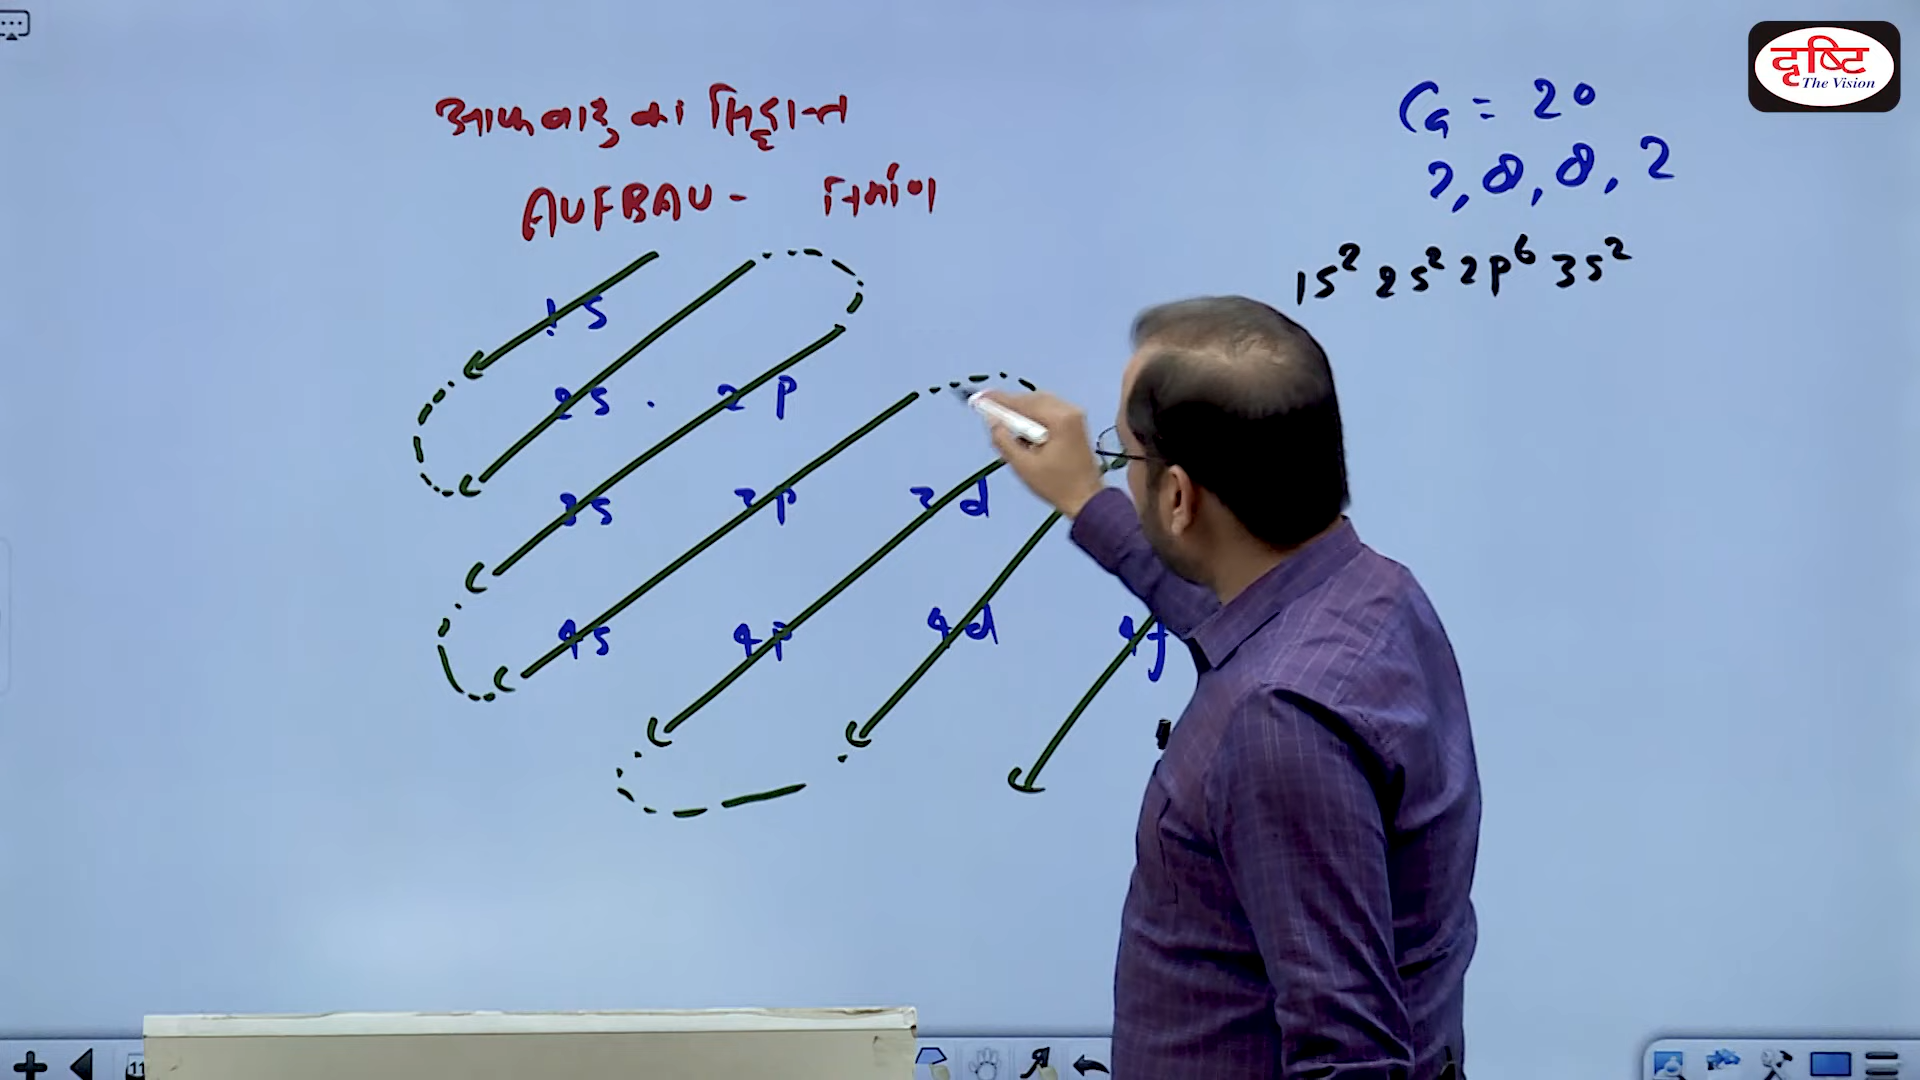 दृष्टि
The Vision
आफबाऊ का सिद्धान्त
AUFBAU - निर्माण
Ca = 20
2, 8, 8, 2
1s² 2s² 2p⁶ 3s²
1s
2s . 2p
3s 3p 3d
4s 4p 4d 4f
11